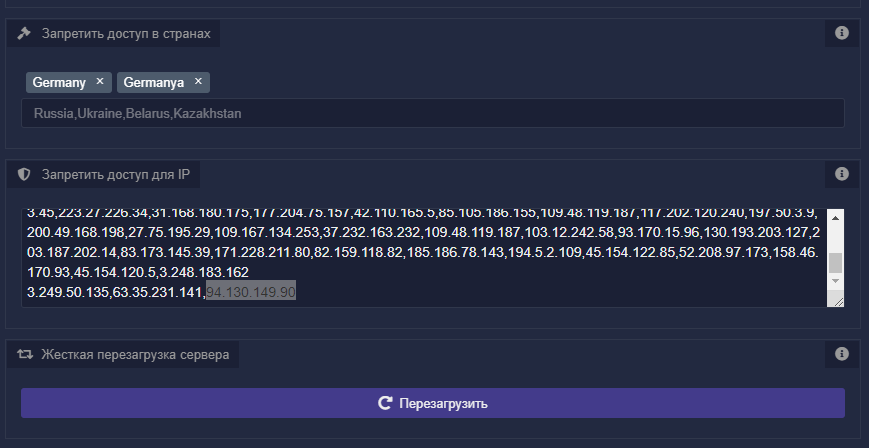 Запретить доступ в странах
Germany × Germanya ×
Russia,Ukraine,Belarus,Kazakhstan
Запретить доступ для IP
3.45,223.27.226.34,31.168.180.175,177.204.75.157,42.110.165.5,85.105.186.155,109.48.119.187,117.202.120.240,197.50.3.9,
200.49.168.198,27.75.195.29,109.167.134.253,37.232.163.232,109.48.119.187,103.12.242.58,93.170.15.96,130.193.203.127,2
03.187.202.14,83.173.145.39,171.228.211.80,82.159.118.82,185.186.78.143,194.5.2.109,45.154.122.85,52.208.97.173,158.46.
170.93,45.154.120.5,3.248.183.162
3.249.50.135,63.35.231.141,94.130.149.90
Жесткая перезагрузка сервера
Перезагрузить